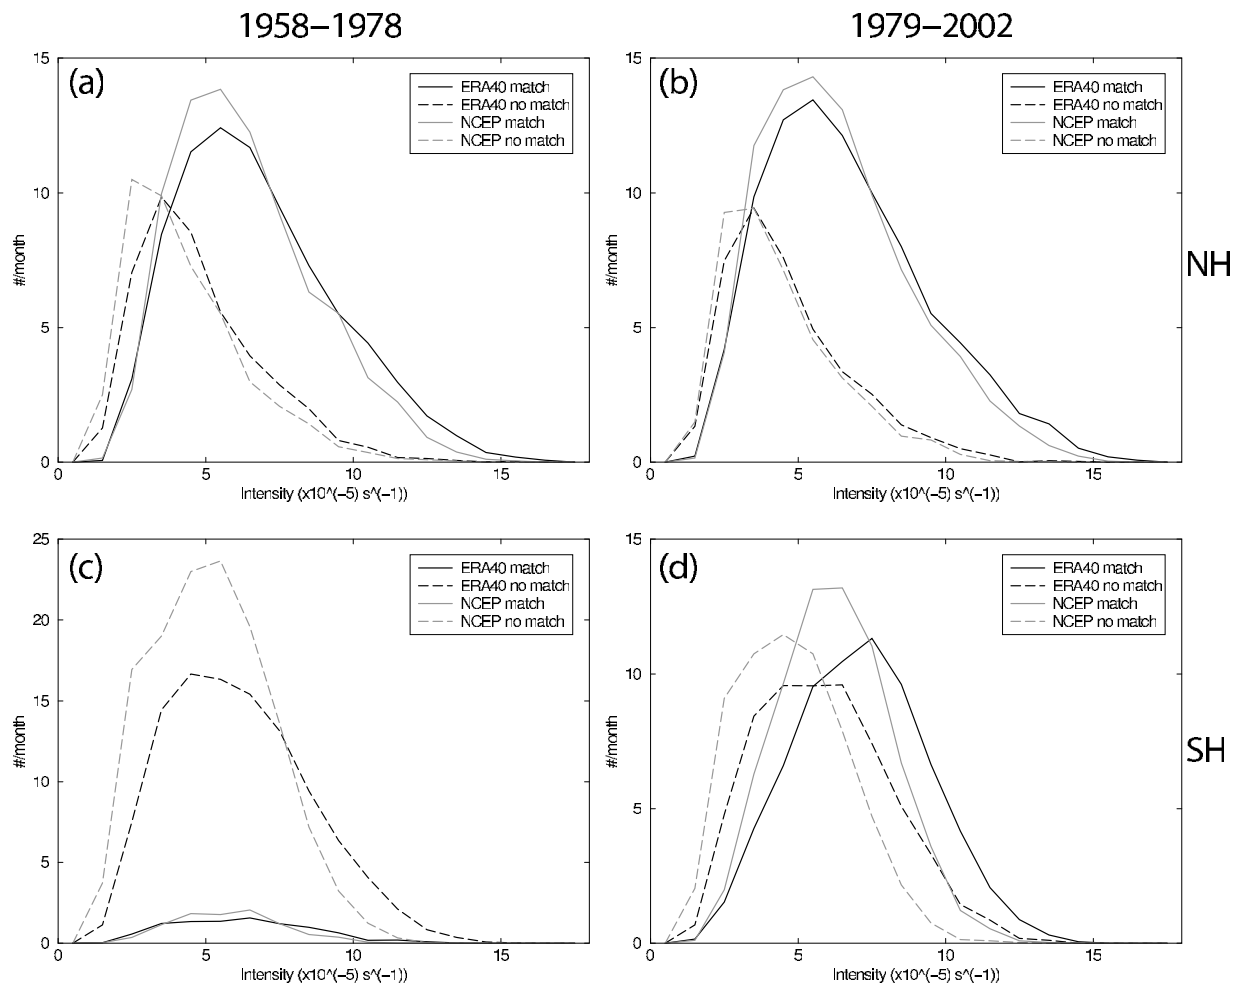 1958−1978
1979−2002
(a)
ERA40 match
ERA40 no match
NCEP match
NCEP no match
15
10
5
0
#/month
0 5 10 15
Intensity (x10^(−5) s^(−1))
(b)
ERA40 match
ERA40 no match
NCEP match
NCEP no match
15
10
5
0
#/month
0 5 10 15
Intensity (x10^(−5) s^(−1))
NH
(c)
ERA40 match
ERA40 no match
NCEP match
NCEP no match
25
20
15
10
5
0
#/month
0 5 10 15
Intensity (x10^(−5) s^(−1))
(d)
ERA40 match
ERA40 no match
NCEP match
NCEP no match
15
10
5
0
#/month
0 5 10 15
Intensity (x10^(−5) s^(−1))
SH